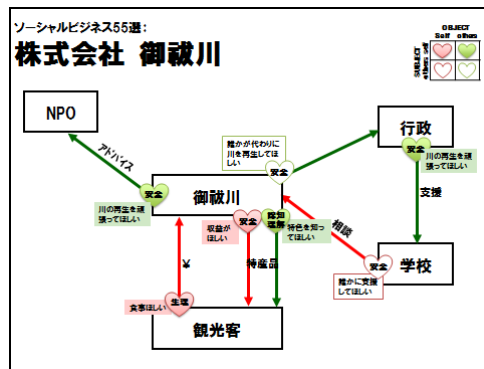 ソーシャルビジネス55選：
株式会社 御祓川
OBJECT
Self others
SUBJECT
others self
NPO
行政
アドバイス
誰かが代わりに
川を再生してほ
しい
安全
安全
川の再生を頑
張ってほしい
安全
御祓川
支援
川の再生を頑
張ってほしい
収益が
ほしい
安全
認知
理解
特色を知っ
てほしい
相談
安全
学校
¥
特産品
誰かに支援
してほしい
食事ほしい
生理
観光客